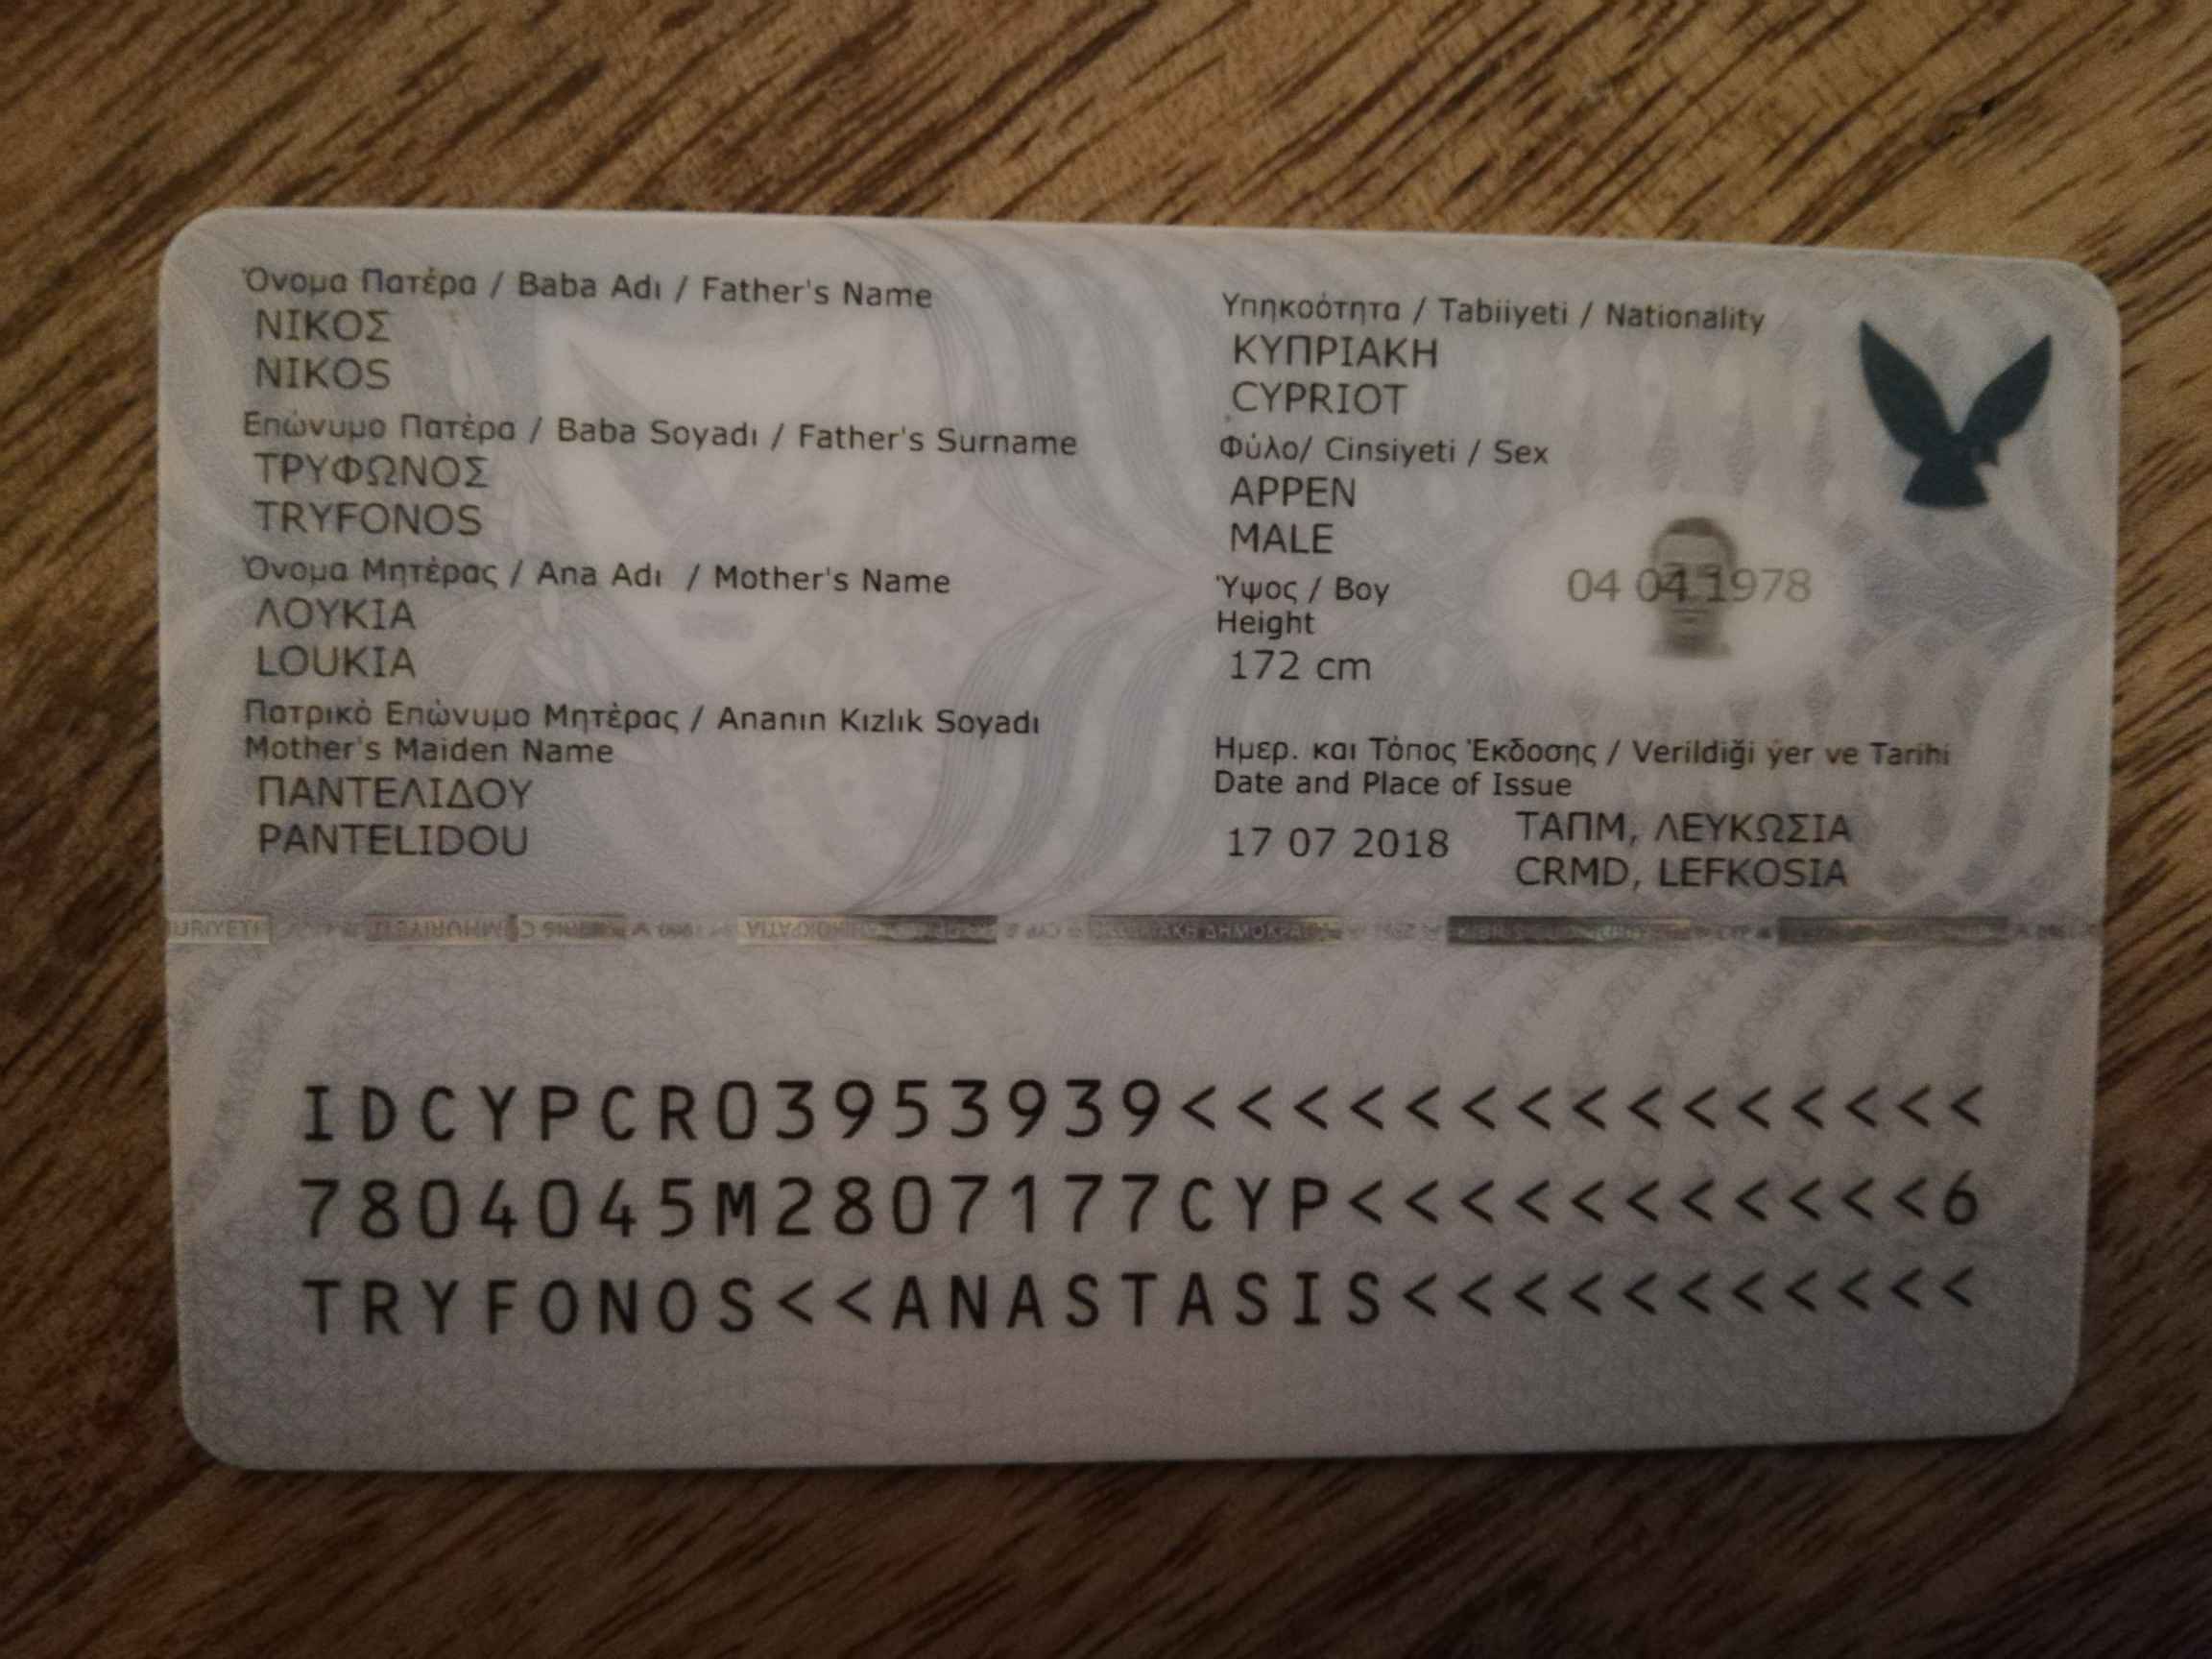 Όνομα Πατέρα / Baba Adı / Father's Name
ΝΙΚΟΣ
NIKOS
Επώνυμο Πατέρα / Baba Soyadı / Father's Surname
ΤΡΥΦΩΝΟΣ
TRYFONOS
Όνομα Μητέρας / Ana Adı / Mother's Name
ΛΟΥΚΙΑ
LOUKIA
Πατρικό Επώνυμο Μητέρας / Ananın Kızlık Soyadı
Mother's Maiden Name
ΠΑΝΤΕΛΙΔΟΥ
PANTELIDOU
Υπηκοότητα / Tabiiyeti / Nationality
ΚΥΠΡΙΑΚΗ
CYPRIOT
Φύλο/ Cinsiyeti / Sex
ΑΡΡΕΝ
MALE
Ύψος / Boy
Height
172 cm
04 04 1978
Ημερ. και Τόπος Έκδοσης / Verildiği yer ve Tarihi
Date and Place of Issue
17 07 2018
ΤΑΠΜ, ΛΕΥΚΩΣΙΑ
CRMD, LEFKOSIA
IDCYPCR03953939<<<<<<<<<<<<<<<
7804045M2807177CYP<<<<<<<<<<<6
TRYFONOS<<ANASTASIS<<<<<<<<<<<